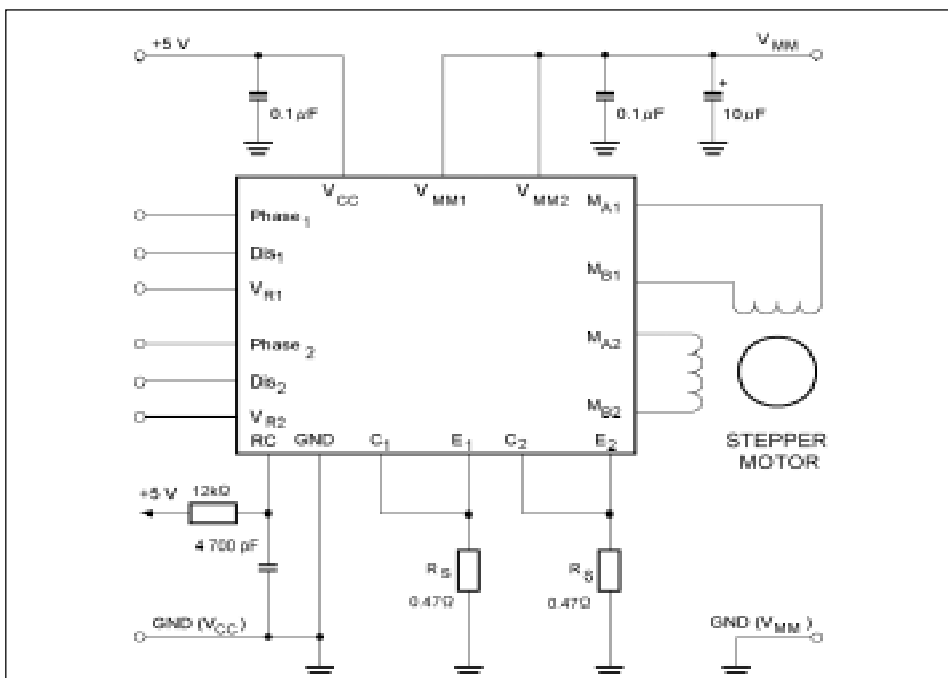 +5 V
V_MM
0.1µF
0.1µF
10µF
+
V_CC
V_MM1
V_MM2
M_A1
Phase_1
Dis_1
M_B1
V_R1
Phase_2
M_A2
Dis_2
V_R2
M_B2
RC GND C_1 E_1 C_2 E_2
STEPPER
MOTOR
+5 V
12kΩ
4 700 pF
R_S
R_S
0.47Ω
0.47Ω
GND (V_CC)
GND (V_MM)